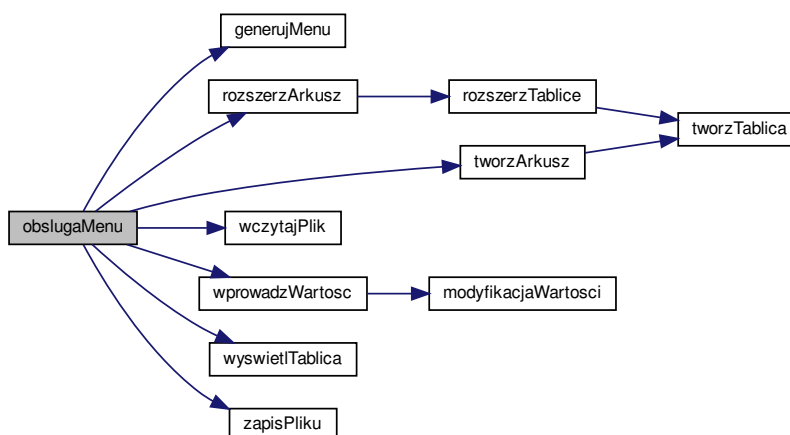 generujMenu
rozszerzArkusz
rozszerzTablice
tworzTablica
tworzArkusz
obslugaMenu
wczytajPlik
wprowadzWartosc
modyfikacjaWartosci
wyswietlTablica
zapisPliku